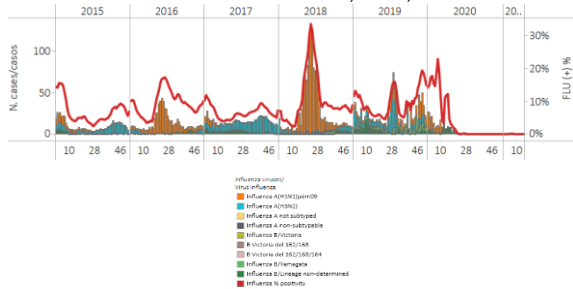 2015 2016 2017 2018 2019 2020 20..
N. cases/casos
100
50
0
30%
20%
10%
0%
FLU (+) %
10 28 46 10 28 46 10 28 46 10 28 46 10 28 46 10 28 46 10
Influenza viruses/
Virus influenza
Influenza A(H1N1)pdm09
Influenza A(H3N2)
Influenza A not subtyped
Influenza A non-subtypable
Influenza B/Victoria
B Victoria del 162/163
B Victoria del 162/163/164
Influenza B/Yamagata
Influenza B/Lineage non-determined
Influenza % positivity